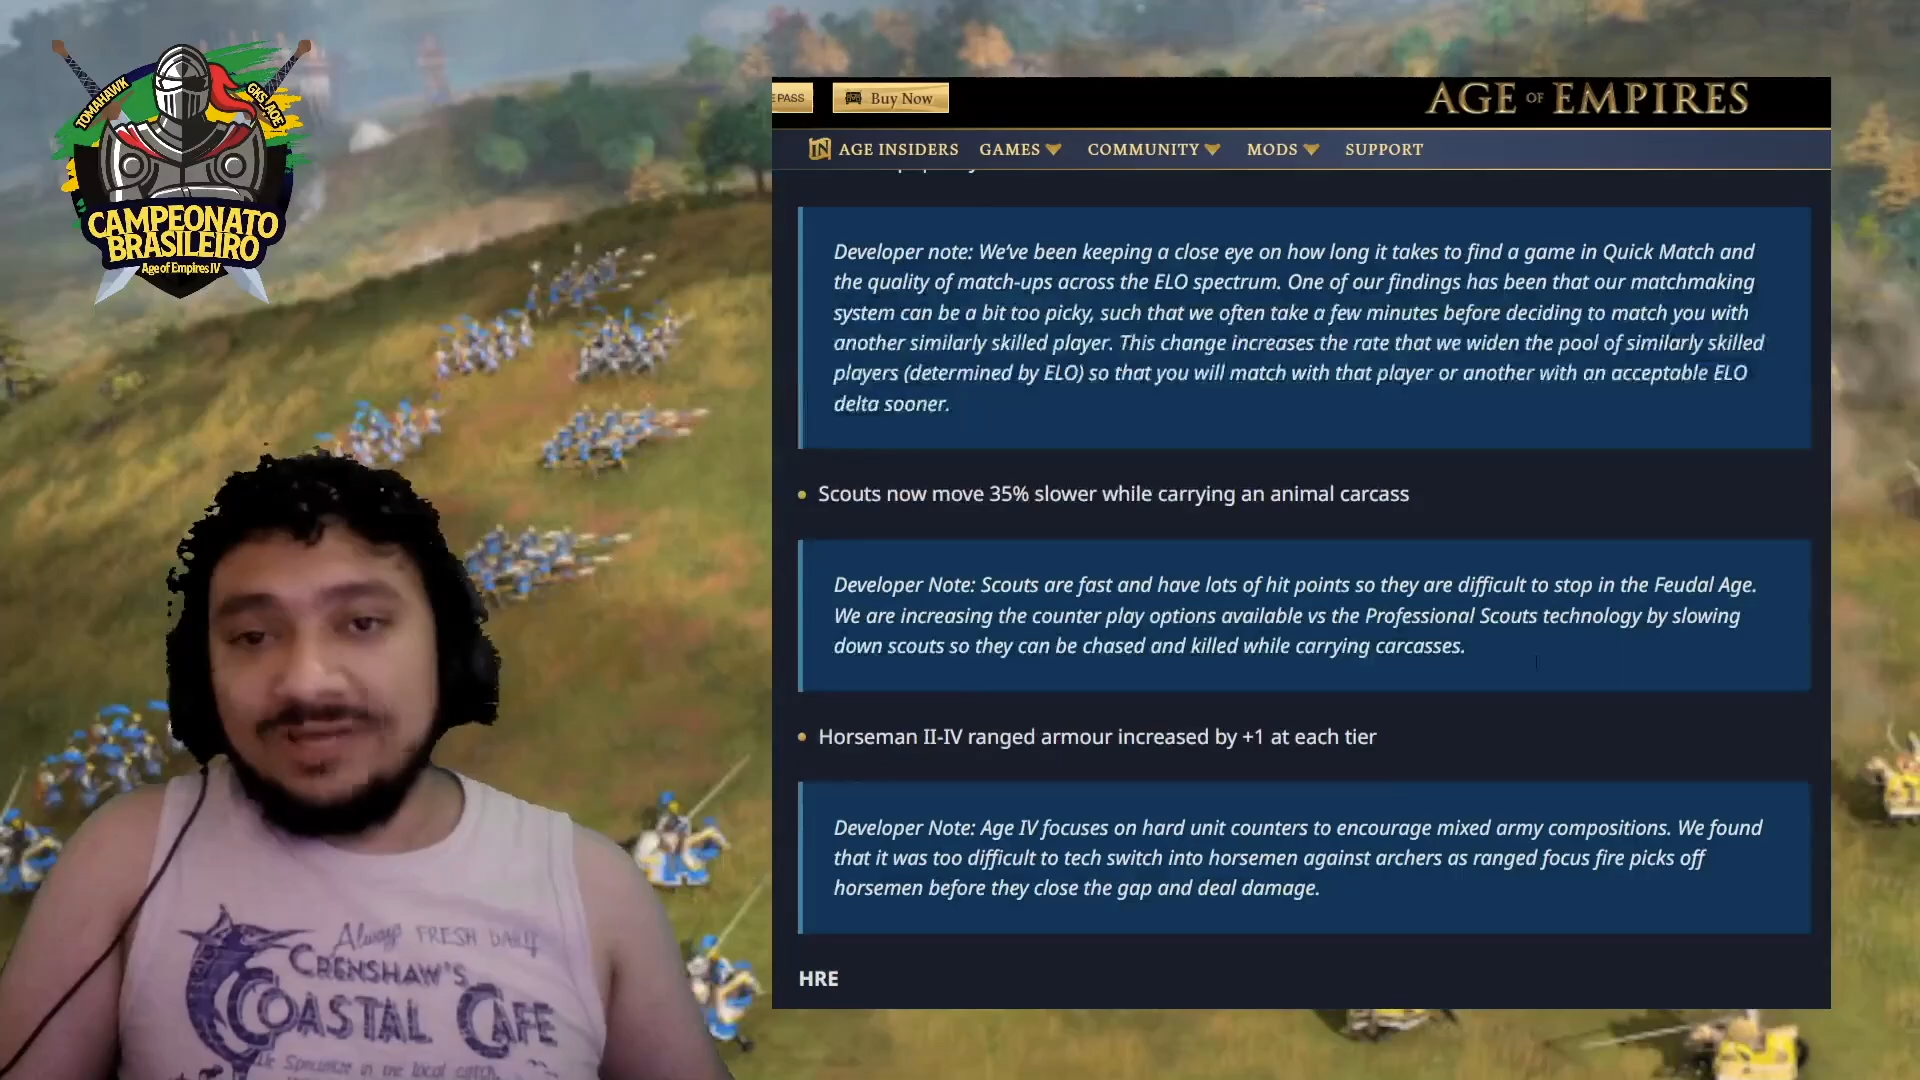 TOMAHAWK
GKS_AOE
CAMPEONATO
BRASILEIRO
Age of Empires IV
E PASS
Buy Now
AGE OF EMPIRES
IN AGE INSIDERS GAMES COMMUNITY MODS SUPPORT
Developer note: We've been keeping a close eye on how long it takes to find a game in Quick Match and
the quality of match-ups across the ELO spectrum. One of our findings has been that our matchmaking
system can be a bit too picky, such that we often take a few minutes before deciding to match you with
another similarly skilled player. This change increases the rate that we widen the pool of similarly skilled
players (determined by ELO) so that you will match with that player or another with an acceptable ELO
delta sooner.
Scouts now move 35% slower while carrying an animal carcass
Developer Note: Scouts are fast and have lots of hit points so they are difficult to stop in the Feudal Age.
We are increasing the counter play options available vs the Professional Scouts technology by slowing
down scouts so they can be chased and killed while carrying carcasses.
Horseman II-IV ranged armour increased by +1 at each tier
Developer Note: Age IV focuses on hard unit counters to encourage mixed army compositions. We found
that it was too difficult to tech switch into horsemen against archers as ranged focus fire picks off
horsemen before they close the gap and deal damage.
HRE
Always FRESH DAILY
CRENSHAW'S
COASTAL CAFE
We Specialize in the local catch